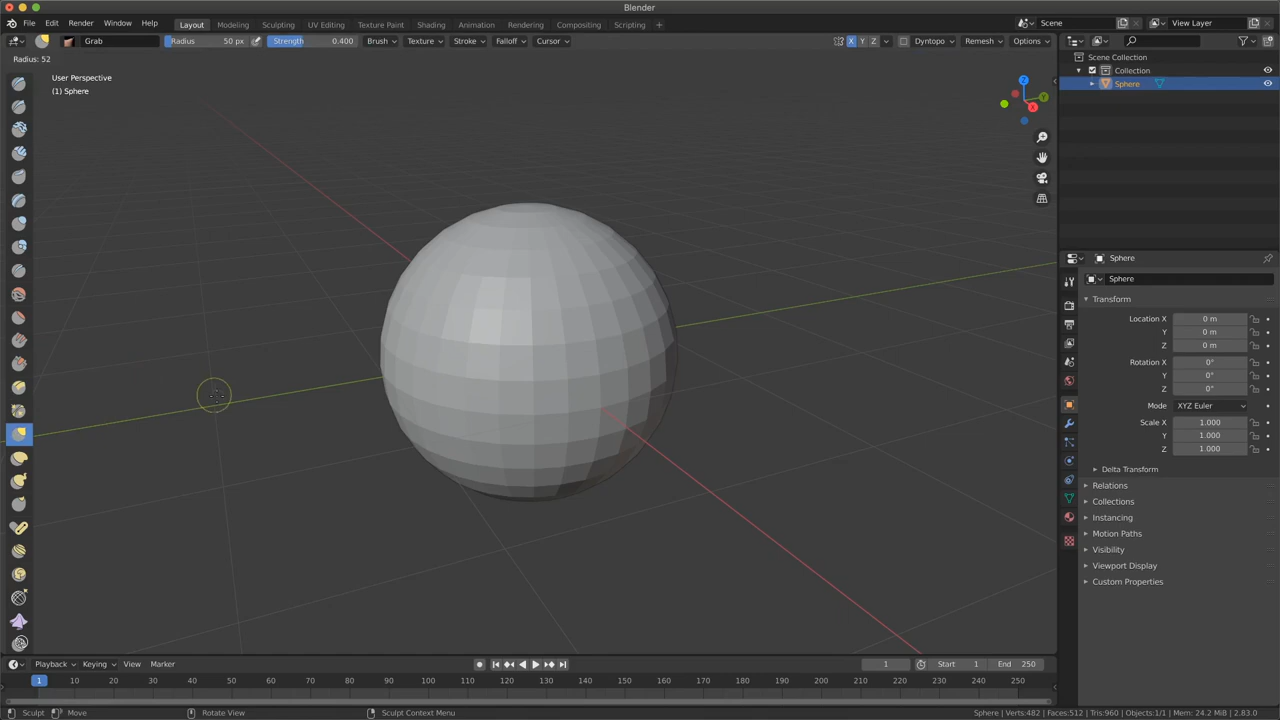 Blender
File Edit Render Window Help Layout Modeling Sculpting UV Editing Texture Paint Shading Animation Rendering Compositing Scripting + Scene View Layer
Grab Radius 50 px Strength 0.400 Brush Texture Stroke Falloff Cursor X Y Z Dyntopo Remesh Options
Radius: 52
User Perspective
(1) Sphere
Z
Y
X
Scene Collection
Collection
Sphere
Sphere
Sphere
Transform
Location X 0 m
Y 0 m
Z 0 m
Rotation X 0°
Y 0°
Z 0°
Mode XYZ Euler
Scale X 1.000
Y 1.000
Z 1.000
Delta Transform
Relations
Collections
Instancing
Motion Paths
Visibility
Viewport Display
Custom Properties
Playback Keying View Marker 1 Start 1 End 250
1 10 20 30 40 50 60 70 80 90 100 110 120 130 140 150 160 170 180 190 200 210 220 230 240 250
Sculpt Move Rotate View Sculpt Context Menu Sphere | Verts:482 | Faces:512 | Tris:960 | Objects:1/1 | Mem: 24.2 MiB | 2.83.0